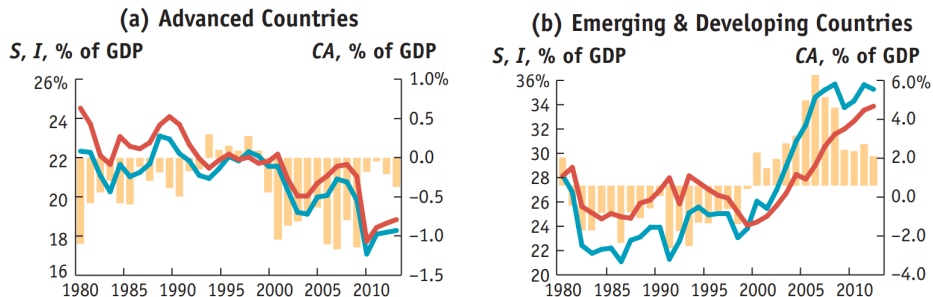 (a) Advanced Countries
S, I, % of GDP CA, % of GDP
26% 1.0%
24 0.5
22 0.0
20 −0.5
18 −1.0
16 −1.5
1980 1985 1990 1995 2000 2005 2010
(b) Emerging & Developing Countries
S, I, % of GDP CA, % of GDP
36% 6.0%
34 4.0
32
30 2.0
28
26 0.0
24 −2.0
22
20 −4.0
1980 1985 1990 1995 2000 2005 2010